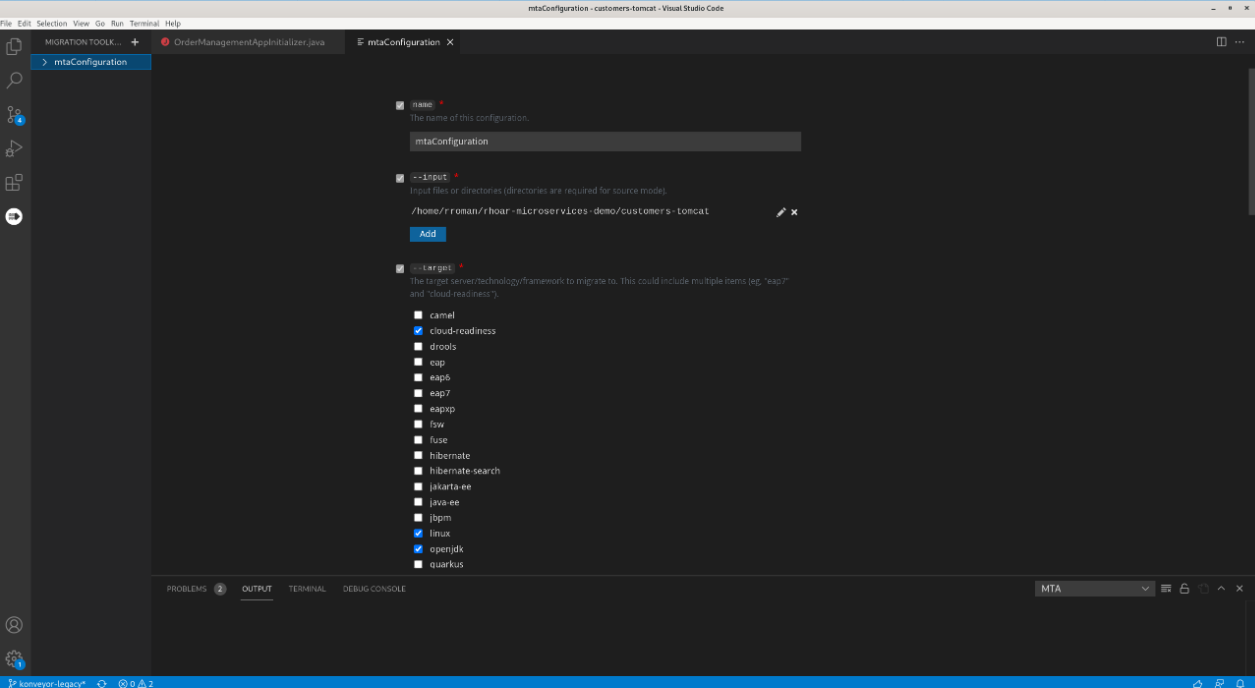 mtaConfiguration - customers-tomcat - Visual Studio Code
File Edit Selection View Go Run Terminal Help
MIGRATION TOOLK...
OrderManagementAppInitializer.java
mtaConfiguration
mtaConfiguration
name *
The name of this configuration.
mtaConfiguration
--input *
Input files or directories (directories are required for source mode).
/home/rroman/rhoar-microservices-demo/customers-tomcat
Add
--target *
The target server/technology/framework to migrate to. This could include multiple items (eg, "eap7"
and "cloud-readiness").
camel
cloud-readiness
drools
eap
eap6
eap7
eapxp
fsw
fuse
hibernate
hibernate-search
jakarta-ee
java-ee
jbpm
linux
openjdk
quarkus
4
PROBLEMS 2 OUTPUT TERMINAL DEBUG CONSOLE
MTA
1
konveyor-legacy* 0 2